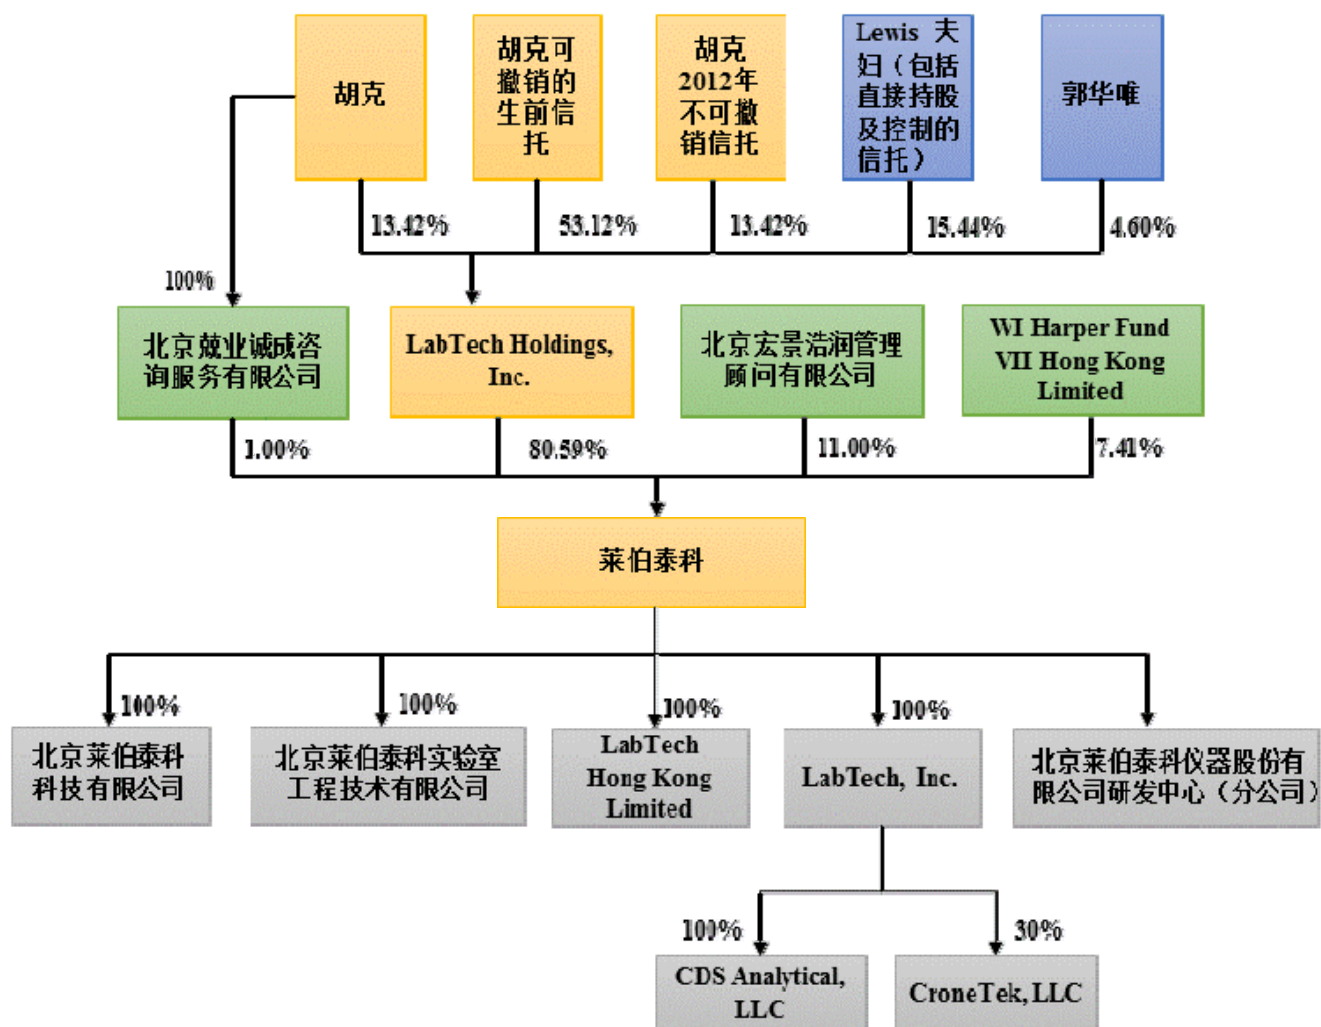 胡克
胡克可
撤销的
生前信
托
胡克
2012年
不可撤
销信托
Lewis 夫
妇（包括
直接持股
及控制的
信托）
郭华唯
13.42%
53.12%
13.42%
15.44%
4.60%
100%
北京兢业诚成咨
询服务有限公司
LabTech Holdings,
Inc.
北京宏景浩润管理
顾问有限公司
WI Harper Fund
VII Hong Kong
Limited
1.00%
80.59%
11.00%
7.41%
莱伯泰科
100%
100%
100%
100%
北京莱伯泰科
科技有限公司
北京莱伯泰科实验室
工程技术有限公司
LabTech
Hong Kong
Limited
LabTech, Inc.
北京莱伯泰科仪器股份有
限公司研发中心（分公司）
100%
30%
CDS Analytical,
LLC
CroneTek, LLC